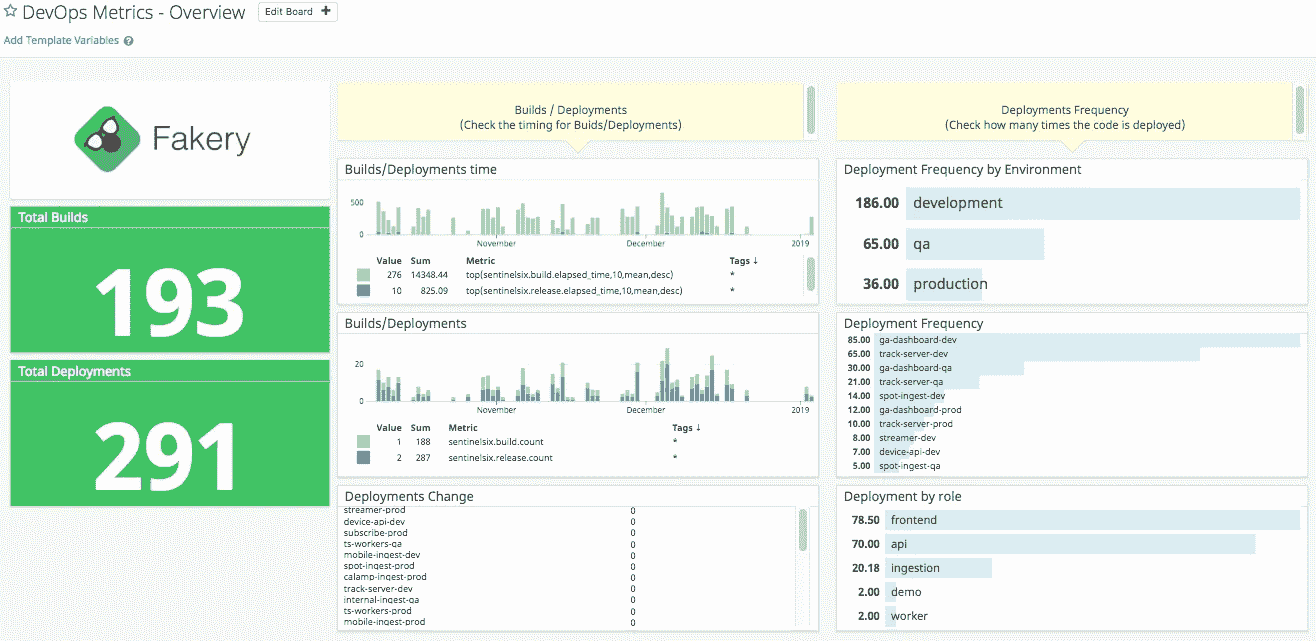 DevOps Metrics - Overview
Edit Board +
Add Template Variables ?
Fakery
Total Builds
193
Total Deployments
291
Builds / Deployments
(Check the timing for Buids/Deployments)
Builds/Deployments time
500
0
November December 2019
Value Sum Metric Tags ↓
276 14348.44 top(sentinelsix.build.elapsed_time,10,mean,desc) *
10 825.09 top(sentinelsix.release.elapsed_time,10,mean,desc) *
Builds/Deployments
20
0
November December 2019
Value Sum Metric Tags ↓
1 188 sentinelsix.build.count *
2 287 sentinelsix.release.count *
Deployments Change
streamer-prod 0
device-api-dev 0
subscribe-prod 0
ts-workers-qa 0
mobile-ingest-dev 0
spot-ingest-prod 0
calamp-ingest-prod 0
track-server-dev 0
internal-ingest-qa 0
ts-workers-prod 0
mobile-ingest-prod 0
Deployments Frequency
(Check how many times the code is deployed)
Deployment Frequency by Environment
186.00 development
65.00 qa
36.00 production
Deployment Frequency
85.00 ga-dashboard-dev
65.00 track-server-dev
30.00 ga-dashboard-qa
21.00 track-server-qa
14.00 spot-ingest-dev
12.00 ga-dashboard-prod
10.00 track-server-prod
8.00 streamer-dev
7.00 device-api-dev
5.00 spot-ingest-qa
Deployment by role
78.50 frontend
70.00 api
20.18 ingestion
2.00 demo
2.00 worker